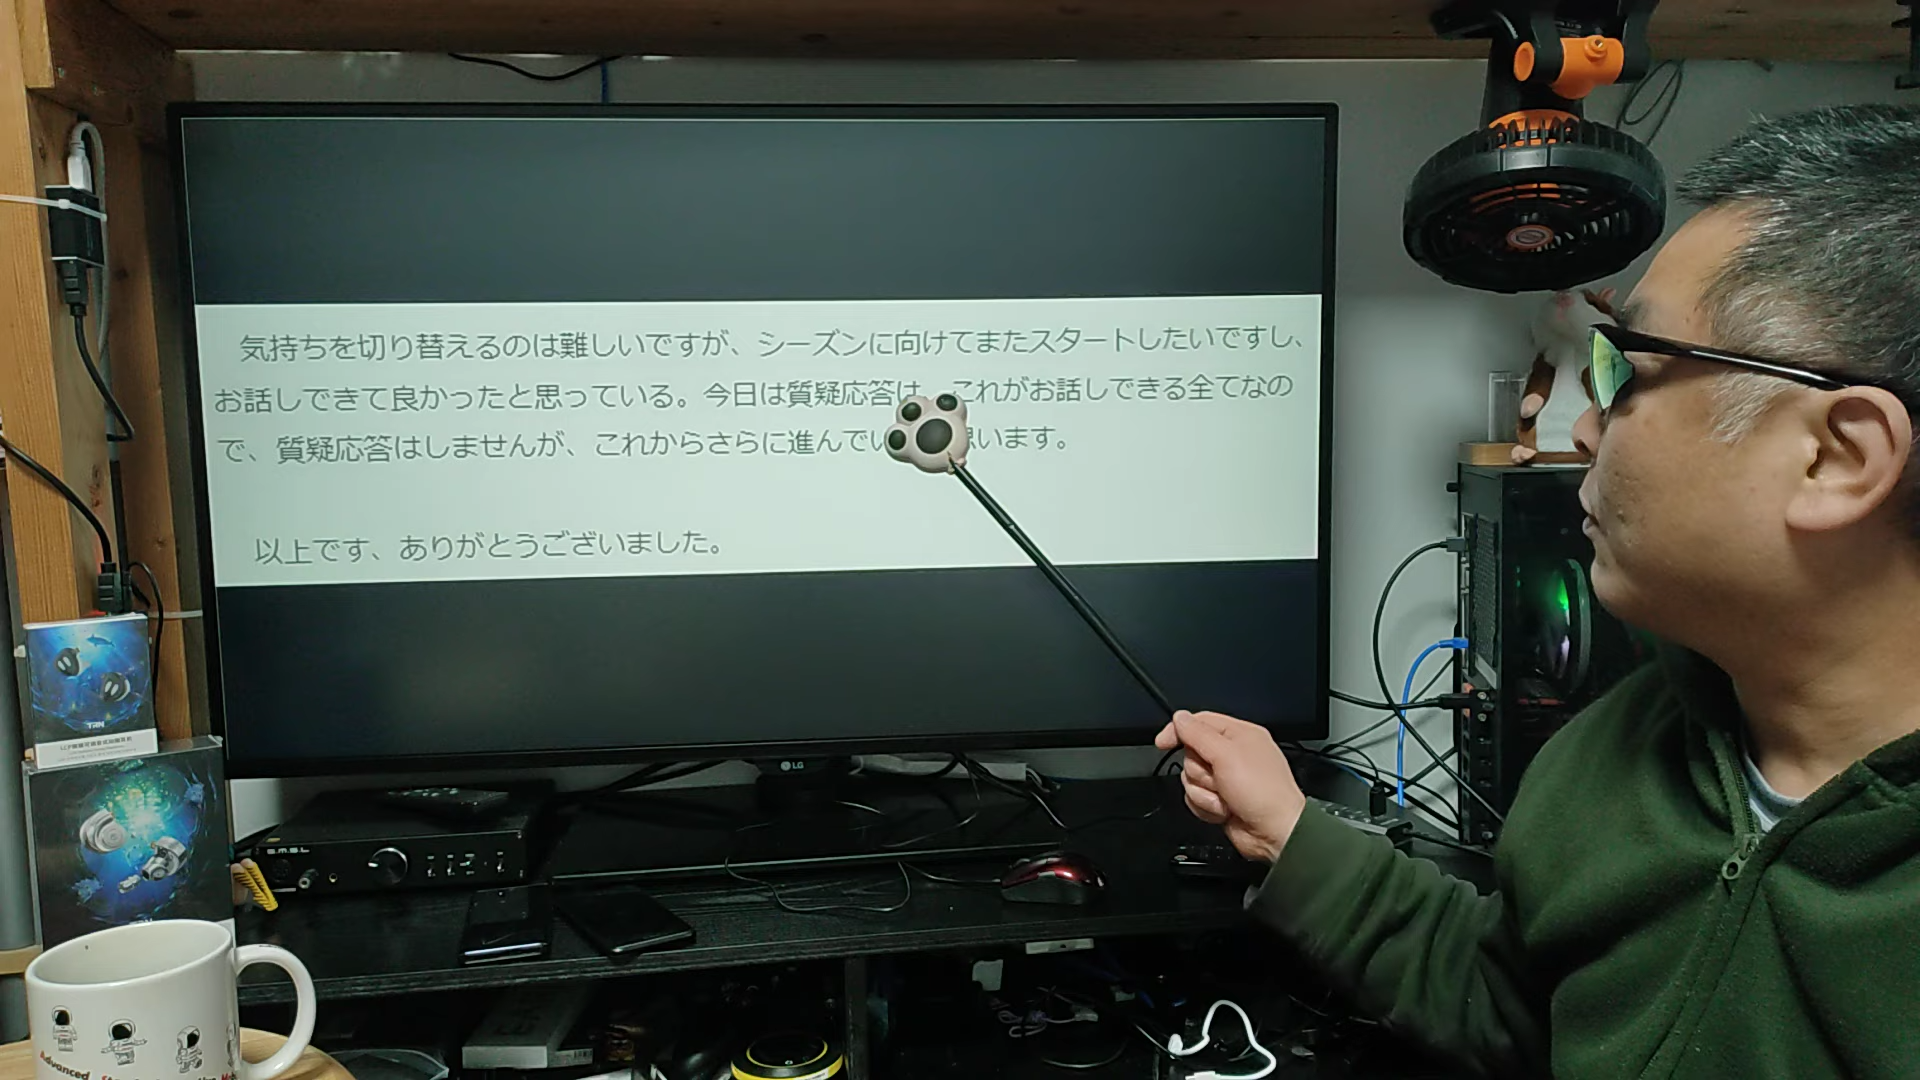 気持ちを切り替えるのは難しいですが、シーズンに向けてまたスタートしたいですし、
お話しできて良かったと思っている。今日は質疑応答は、これがお話しできる全てなの
で、質疑応答はしませんが、これからさらに進んでい思います。
以上です、ありがとうございました。
LG
S.M.S.L
TRN
Advanced